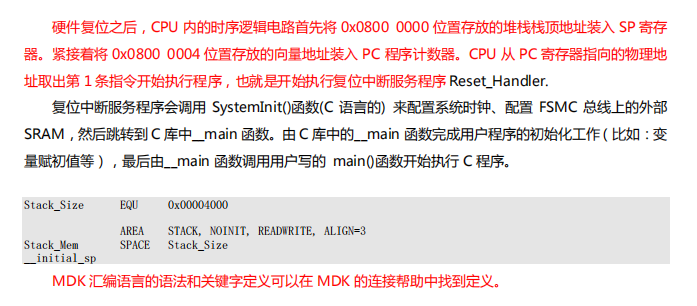 硬件复位之后，CPU 内的时序逻辑电路首先将 0x0800 0000 位置存放的堆栈栈顶地址装入 SP 寄存
器。紧接着将 0x0800 0004 位置存放的向量地址装入 PC 程序计数器。CPU 从 PC 寄存器指向的物理地
址取出第 1 条指令开始执行程序，也就是开始执行复位中断服务程序 Reset_Handler.
复位中断服务程序会调用 SystemInit()函数(C 语言的) 来配置系统时钟、配置 FSMC 总线上的外部
SRAM，然后跳转到 C 库中__main 函数。由 C 库中的__main 函数完成用户程序的初始化工作（比如：变
量赋初值等），最后由__main 函数调用用户写的 main()函数开始执行 C 程序。
Stack_Size EQU 0x00004000
AREA STACK, NOINIT, READWRITE, ALIGN=3
Stack_Mem SPACE Stack_Size
__initial_sp
MDK 汇编语言的语法和关键字定义可以在 MDK 的连接帮助中找到定义。